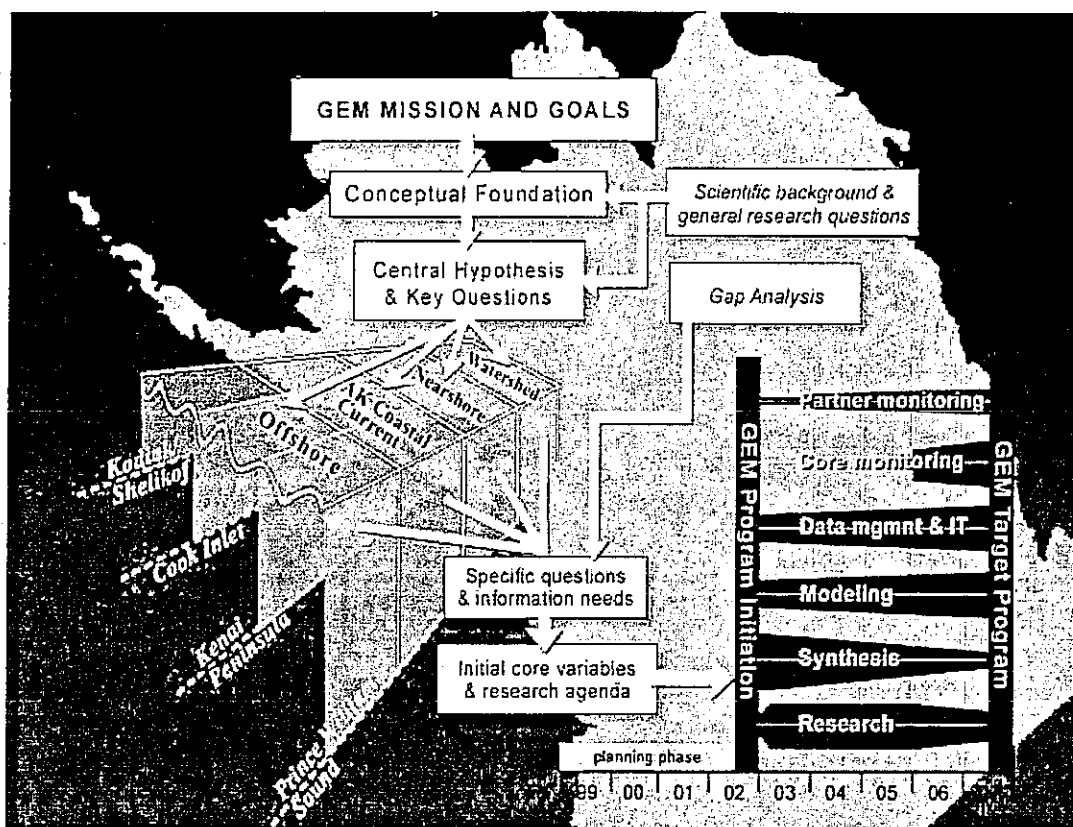 GEM MISSION AND GOALS
Conceptual Foundation
Scientific background &
general research questions
Central Hypothesis
& Key Questions
Gap Analysis
Watershed
Nearshore
AK Coastal
Current
Offshore
Kodiak
Shelikof
Cook Inlet
Kenai
Peninsula
Prince William
Sound
Specific questions
& information needs
Initial core variables
& research agenda
GEM Program Initiation
Partner monitoring
Core monitoring
Data mgmnt & IT
Modeling
Synthesis
Research
GEM Target Program
planning phase
99 00 01 02 03 04 05 06